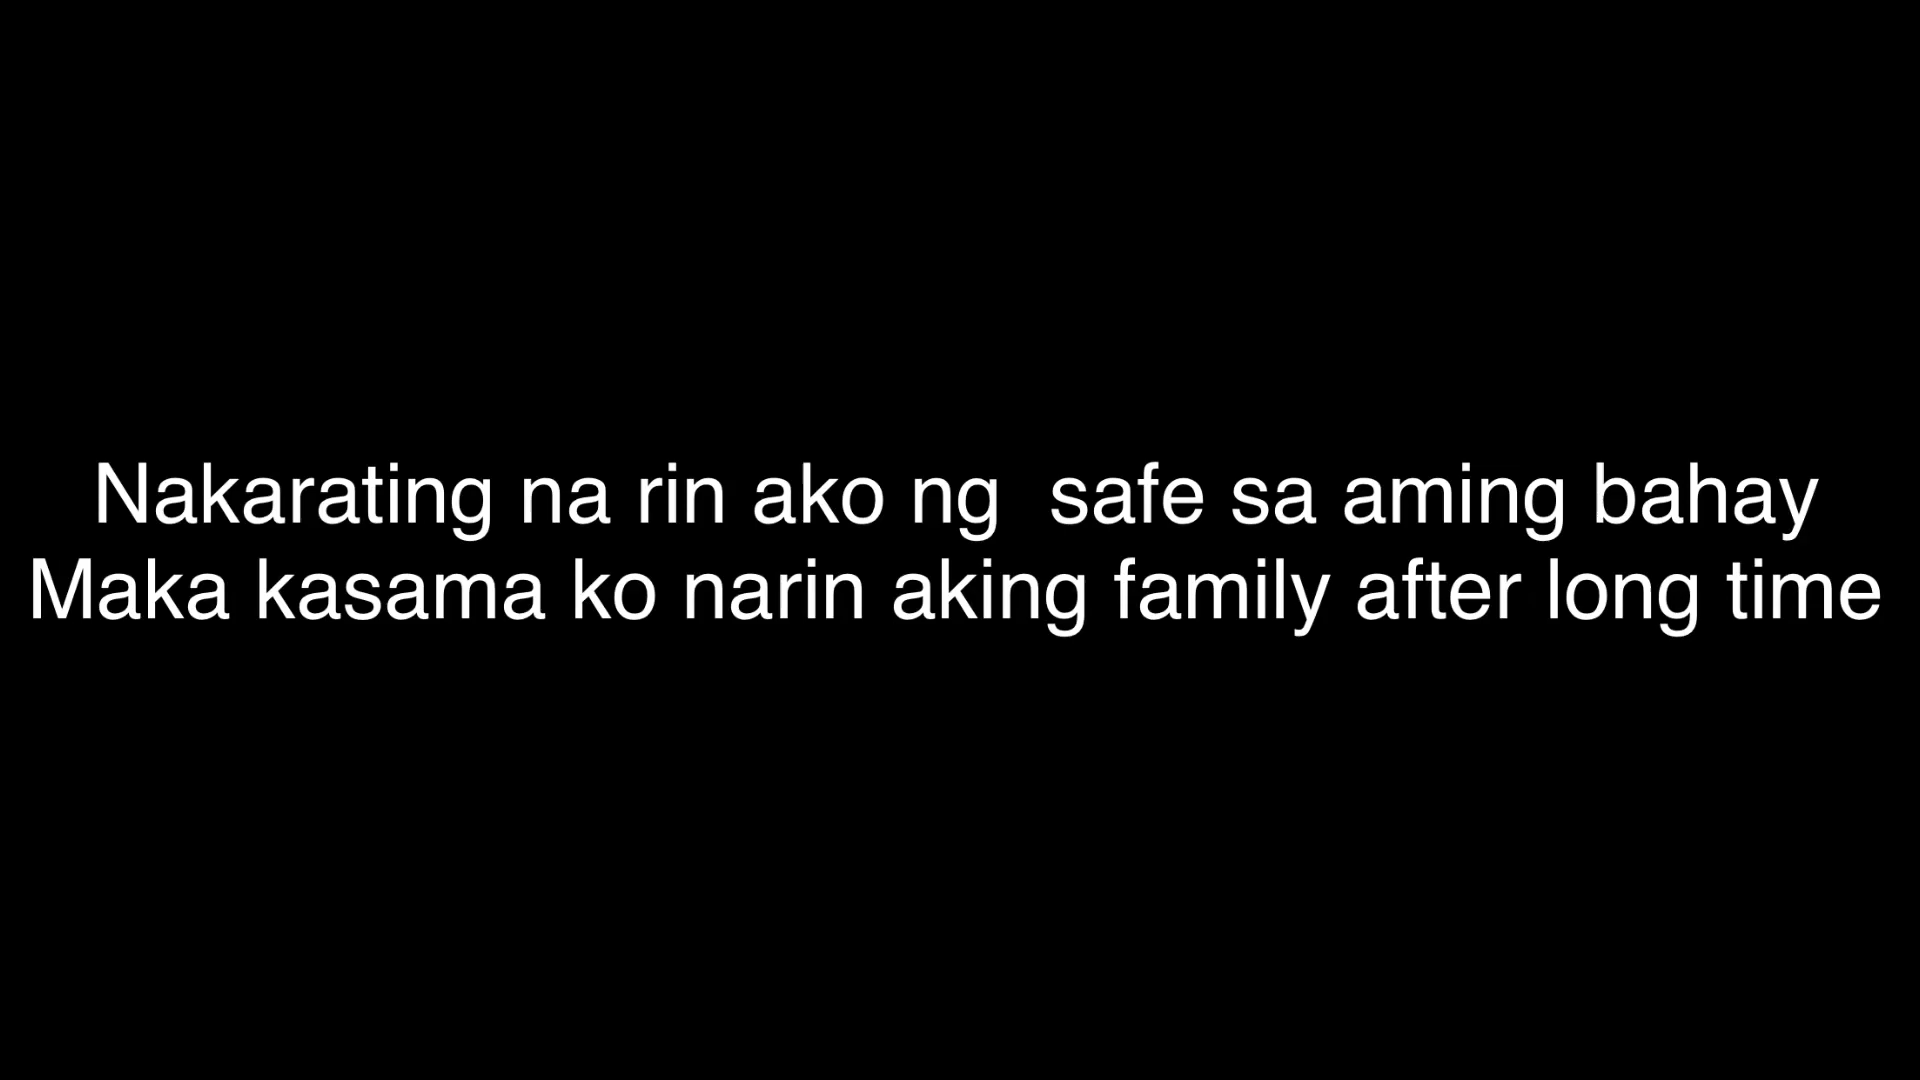 Nakarating na rin ako ng  safe sa aming bahay
Maka kasama ko narin aking family after long time